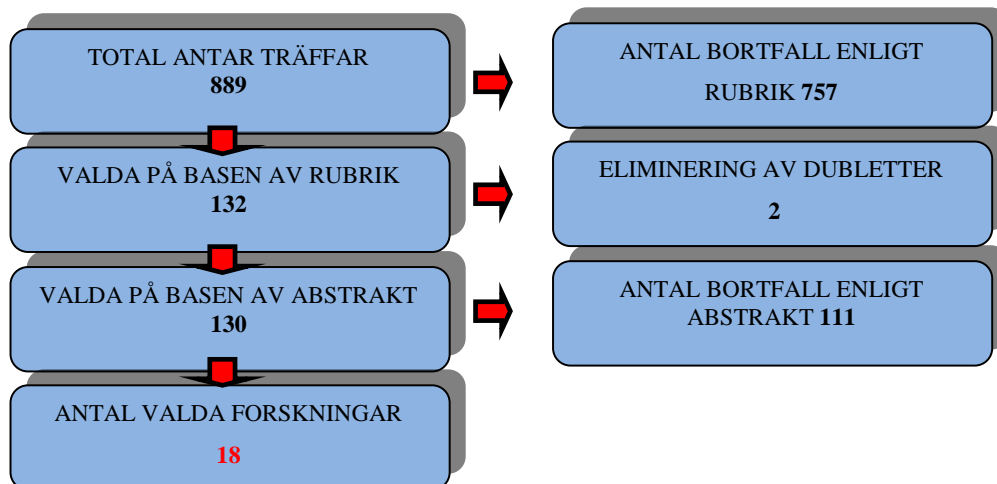 TOTAL ANTAR TRÄFFAR
889
ANTAL BORTFALL ENLIGT
RUBRIK 757
VALDA PÅ BASEN AV RUBRIK
132
ELIMINERING AV DUBLETTER
2
VALDA PÅ BASEN AV ABSTRAKT
130
ANTAL BORTFALL ENLIGT
ABSTRAKT 111
ANTAL VALDA FORSKNINGAR
18